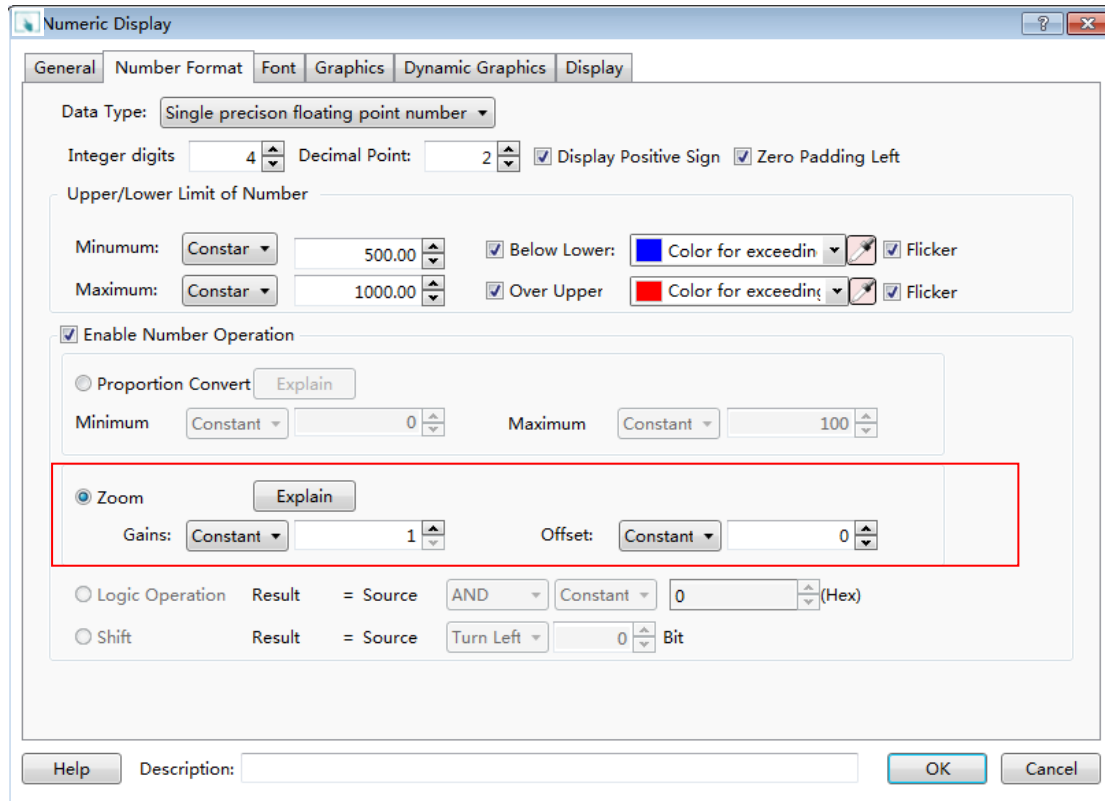 Numeric Display
General Number Format Font Graphics Dynamic Graphics Display
Data Type: Single precison floating point number
Integer digits 4 Decimal Point: 2 Display Positive Sign Zero Padding Left
Upper/Lower Limit of Number
Minumum: Constar 500.00 Below Lower: Color for exceedin Flicker
Maximum: Constar 1000.00 Over Upper Color for exceeding Flicker
Enable Number Operation
Proportion Convert Explain
Minimum Constant 0 Maximum Constant 100
Zoom Explain
Gains: Constant 1 Offset: Constant 0
Logic Operation Result = Source AND Constant 0 (Hex)
Shift Result = Source Turn Left 0 Bit
Help Description: OK Cancel